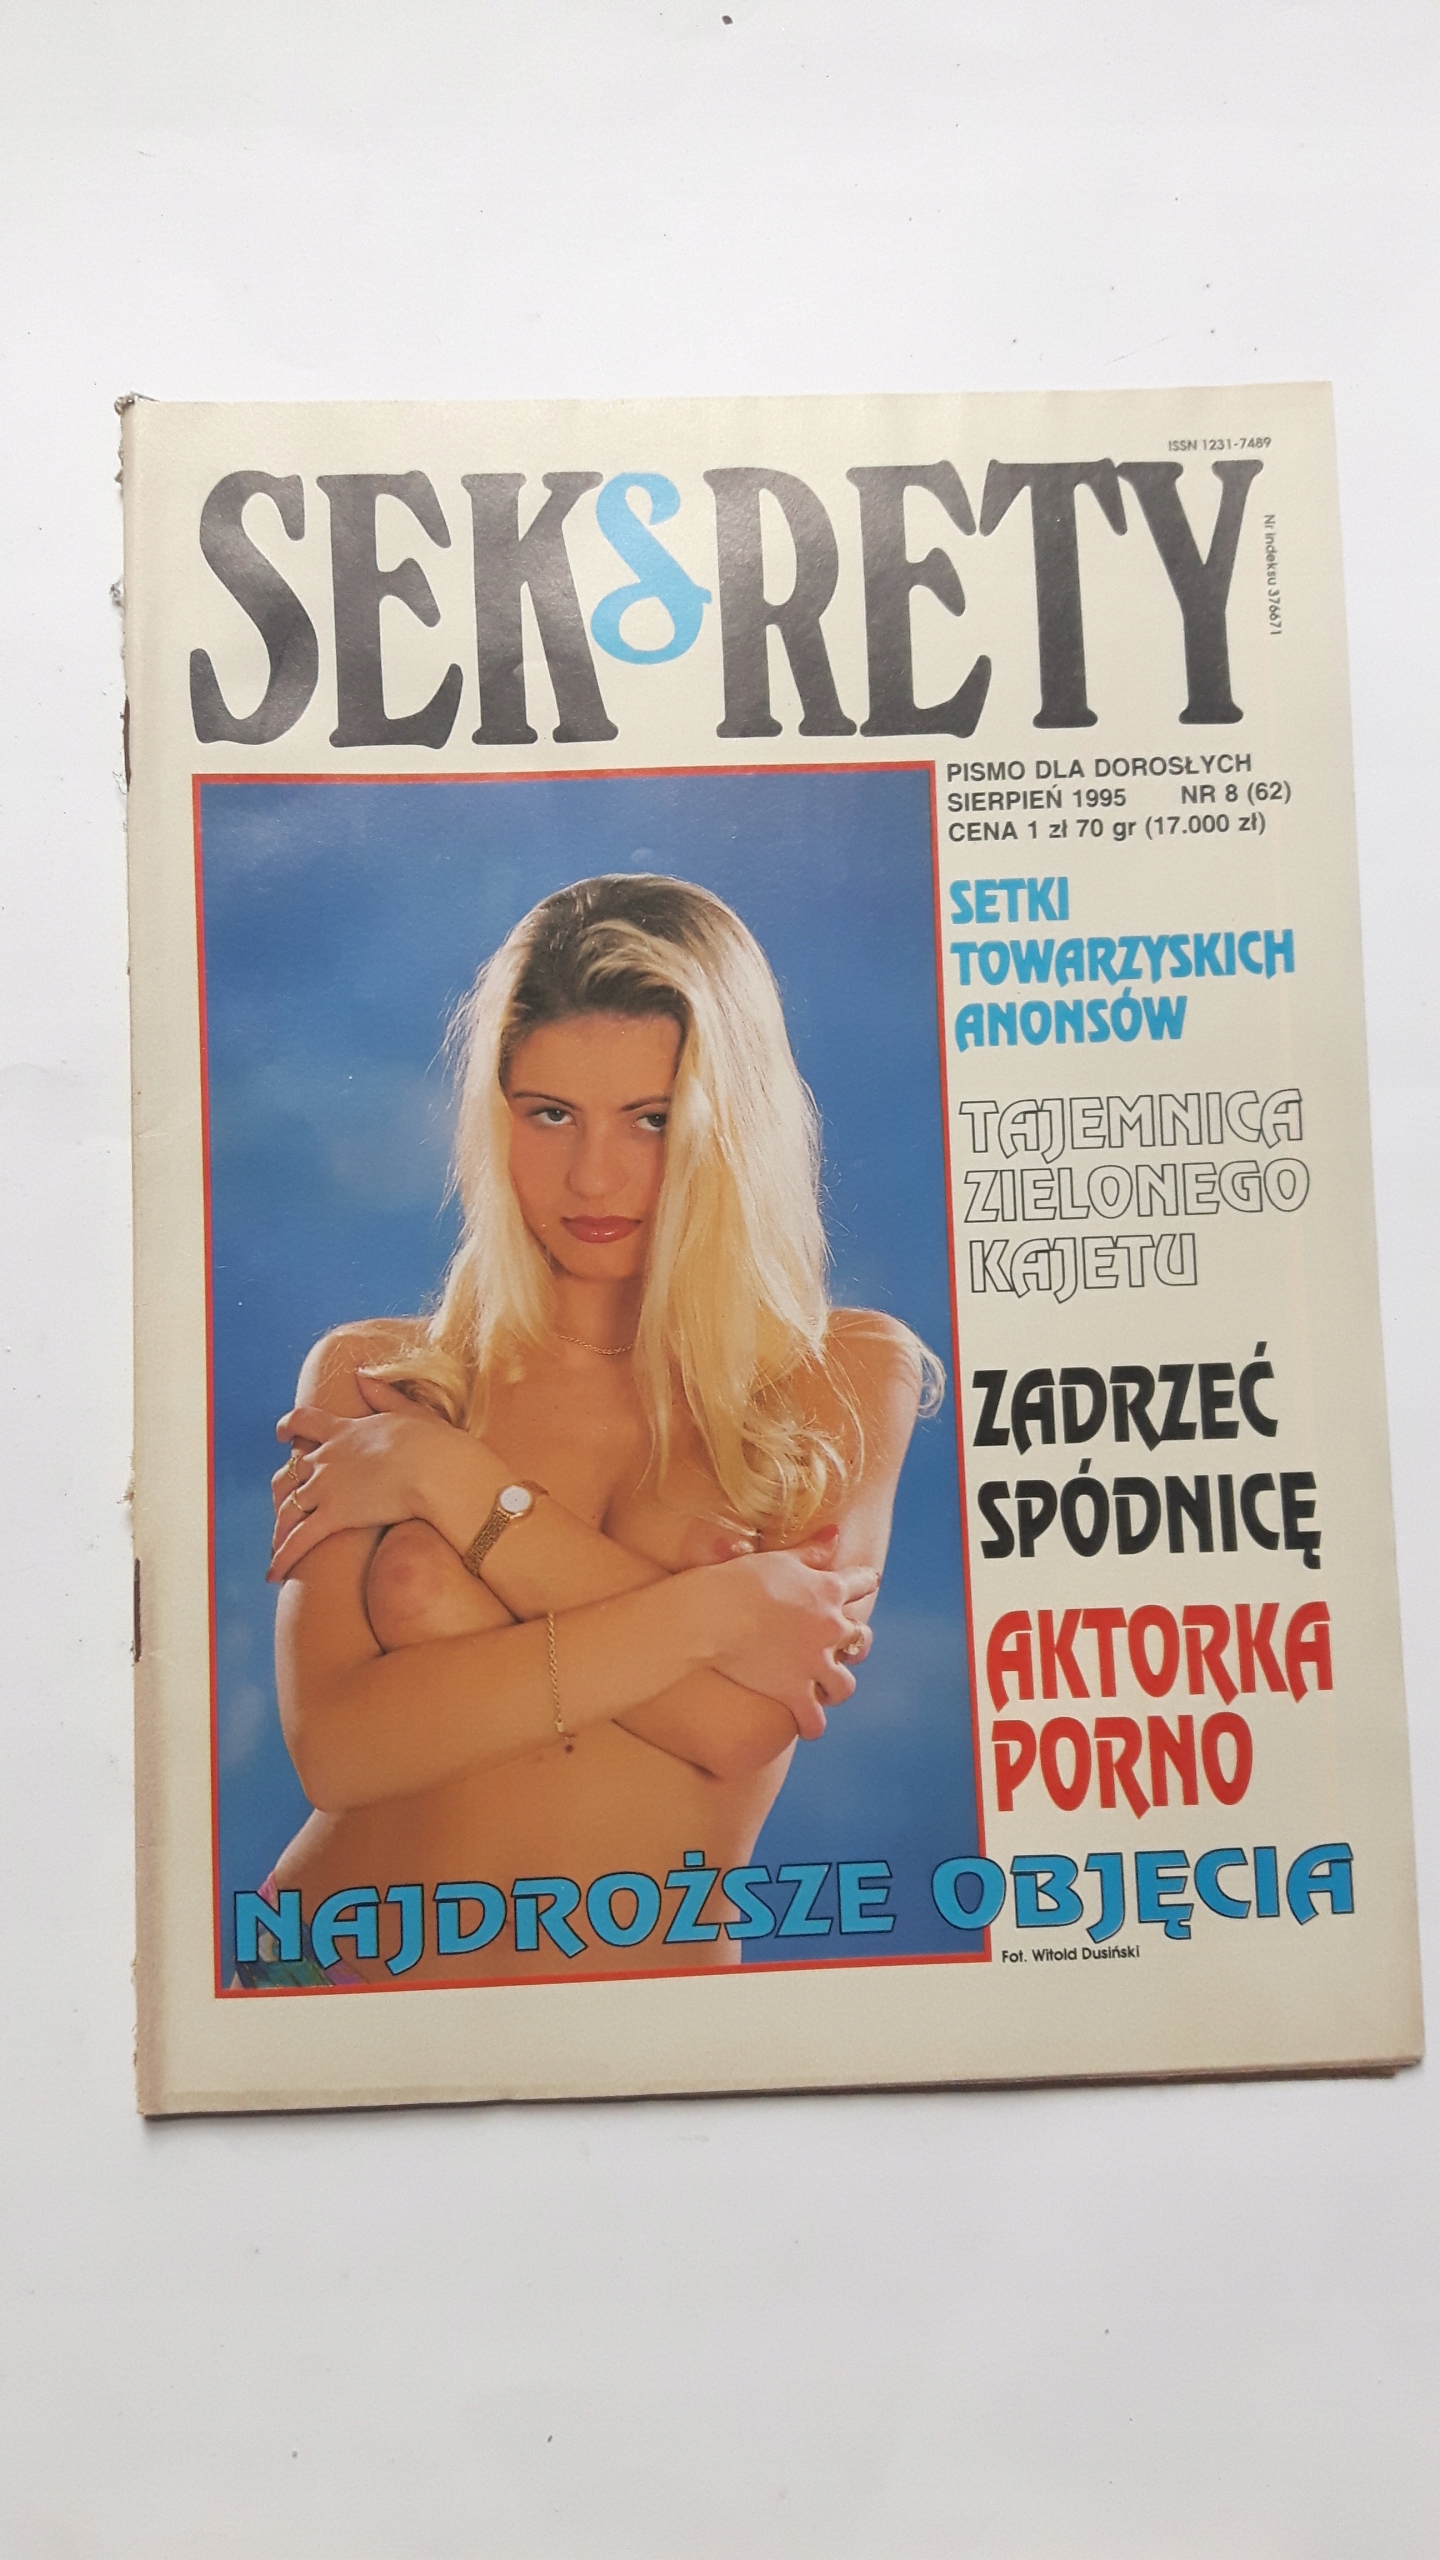 ISSN 1231-7489
SEKSRETY
Nr indeksu 376671
PISMO DLA DOROSŁYCH
SIERPIEŃ 1995 NR 8 (62)
CENA 1 zł 70 gr (17.000 zł)
SETKI
TOWARZYSKICH
ANONSÓW
TAJEMNICA
ZIELONEGO
KAJETU
ZADRZEĆ
SPÓDNICĘ
AKTORKA
PORNO
NAJDROŻSZE OBJĘCIA
Fot. Witold Dusiński